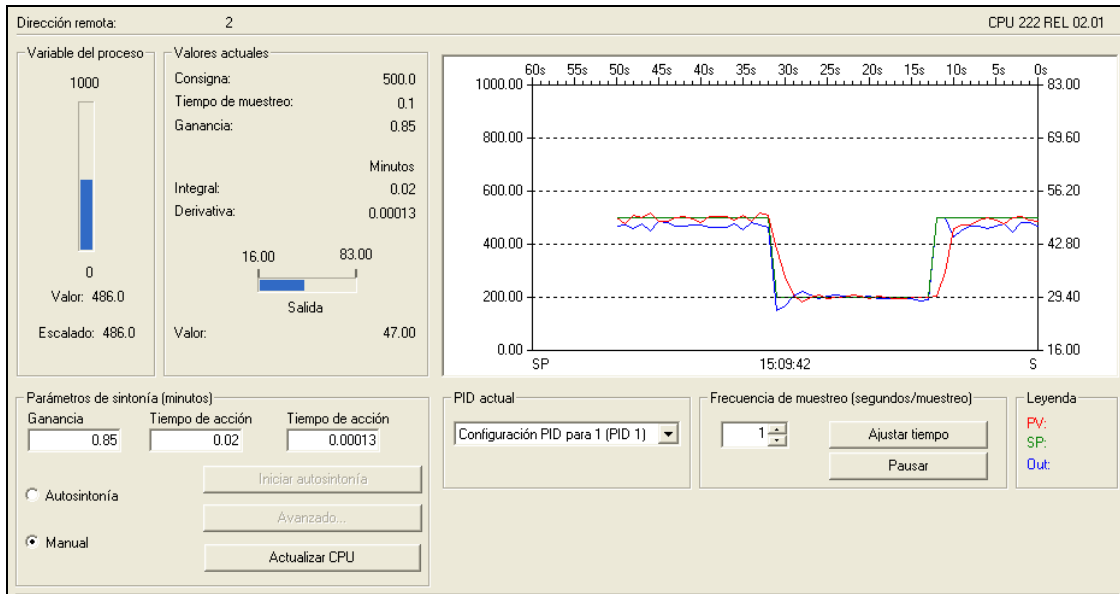 Dirección remota: 2 CPU 222 REL 02.01
Variable del proceso
1000
0
Valor: 486.0
Escalado: 486.0
Valores actuales
Consigna: 500.0
Tiempo de muestreo: 0.1
Ganancia: 0.85
Minutos
Integral: 0.02
Derivativa: 0.00013
16.00 83.00
Salida
Valor: 47.00
60s 55s 50s 45s 40s 35s 30s 25s 20s 15s 10s 5s 0s
1000.00 83.00
800.00 69.60
600.00 56.20
400.00 42.80
200.00 29.40
0.00 16.00
SP 15:09:42 S
Parámetros de sintonía (minutos)
Ganancia Tiempo de acción Tiempo de acción
0.85 0.02 0.00013
Iniciar autosintonía
Autosintonía
Avanzado...
Manual
Actualizar CPU
PID actual
Configuración PID para 1 (PID 1)
Frecuencia de muestreo (segundos/muestreo)
1 Ajustar tiempo
Pausar
Leyenda
PV:
SP:
Out: